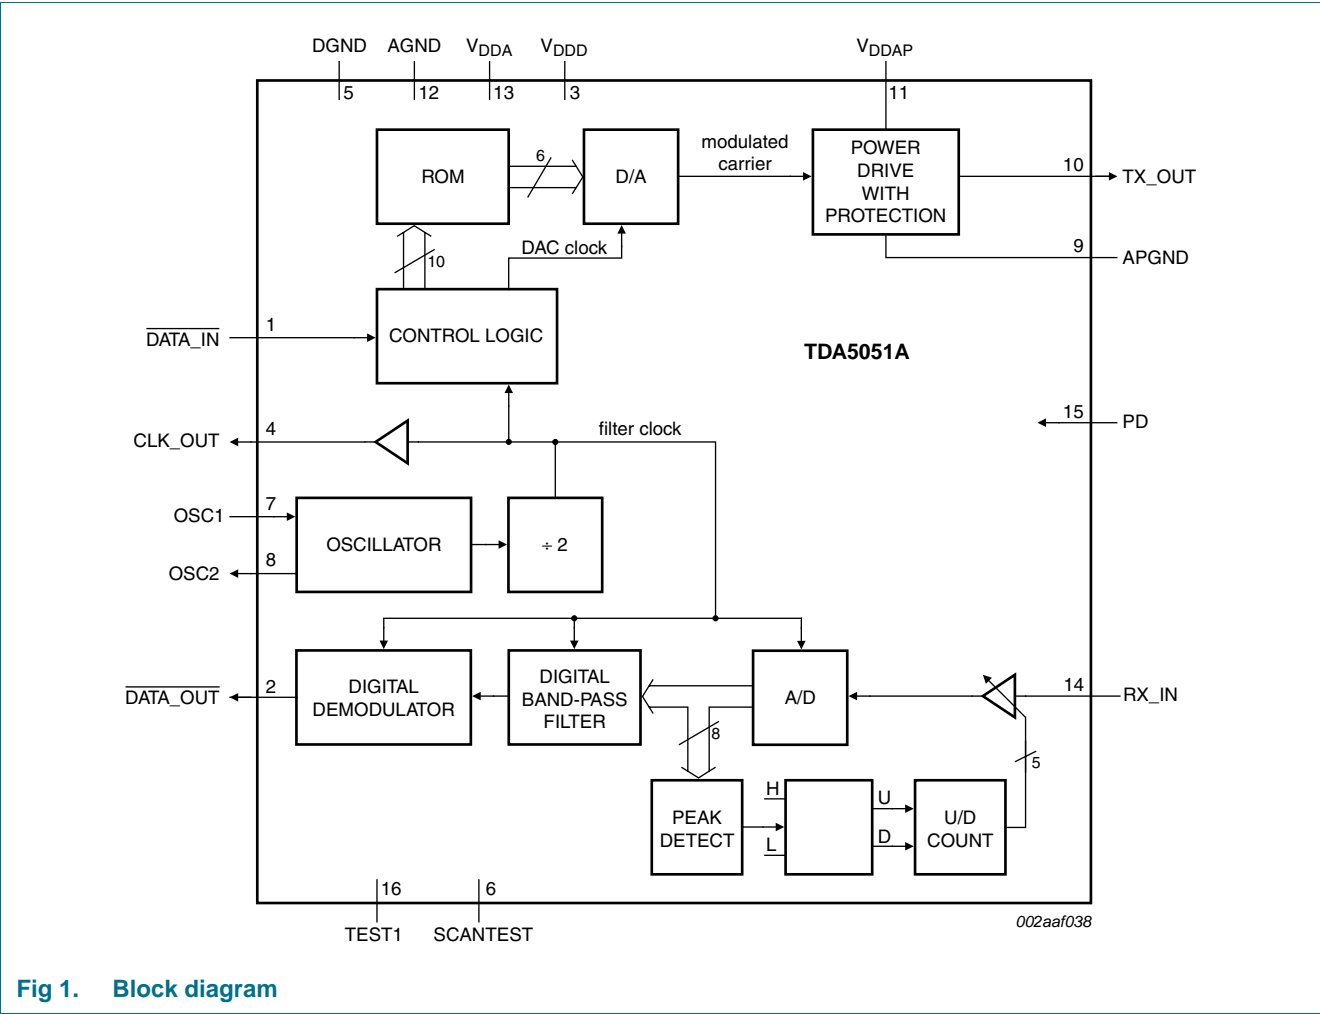 DGND AGND VDDA VDDD VDDAP
5 12 13 3 11
ROM
6
D/A
modulated
carrier
POWER
DRIVE
WITH
PROTECTION
10 TX_OUT
9 APGND
10
DAC clock
DATA_IN 1
CONTROL LOGIC
TDA5051A
15 PD
CLK_OUT 4
filter clock
OSC1 7
OSCILLATOR
÷ 2
OSC2 8
DATA_OUT 2
DIGITAL
DEMODULATOR
DIGITAL
BAND-PASS
FILTER
A/D
14 RX_IN
8
5
PEAK
DETECT
H
L
U
D
U/D
COUNT
16 6
TEST1 SCANTEST
002aaf038
Fig 1. Block diagram